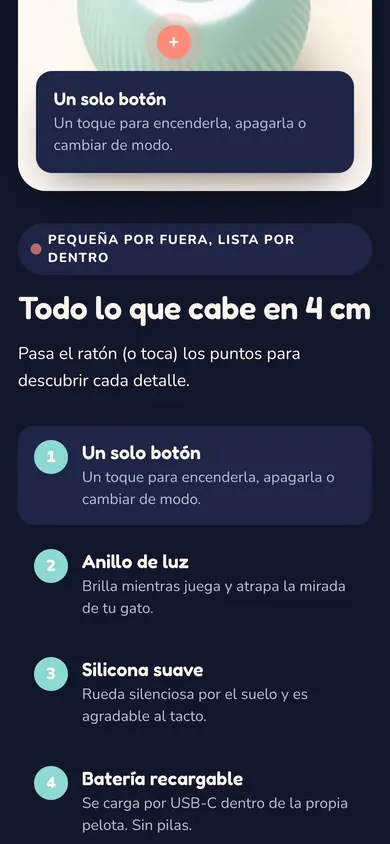 +
Un solo botón
Un toque para encenderla, apagarla o
cambiar de modo.
PEQUEÑA POR FUERA, LISTA POR
DENTRO
Todo lo que cabe en 4 cm
Pasa el ratón (o toca) los puntos para
descubrir cada detalle.
1 Un solo botón
Un toque para encenderla, apagarla o
cambiar de modo.
2 Anillo de luz
Brilla mientras juega y atrapa la mirada
de tu gato.
3 Silicona suave
Rueda silenciosa por el suelo y es
agradable al tacto.
4 Batería recargable
Se carga por USB-C dentro de la propia
pelota. Sin pilas.